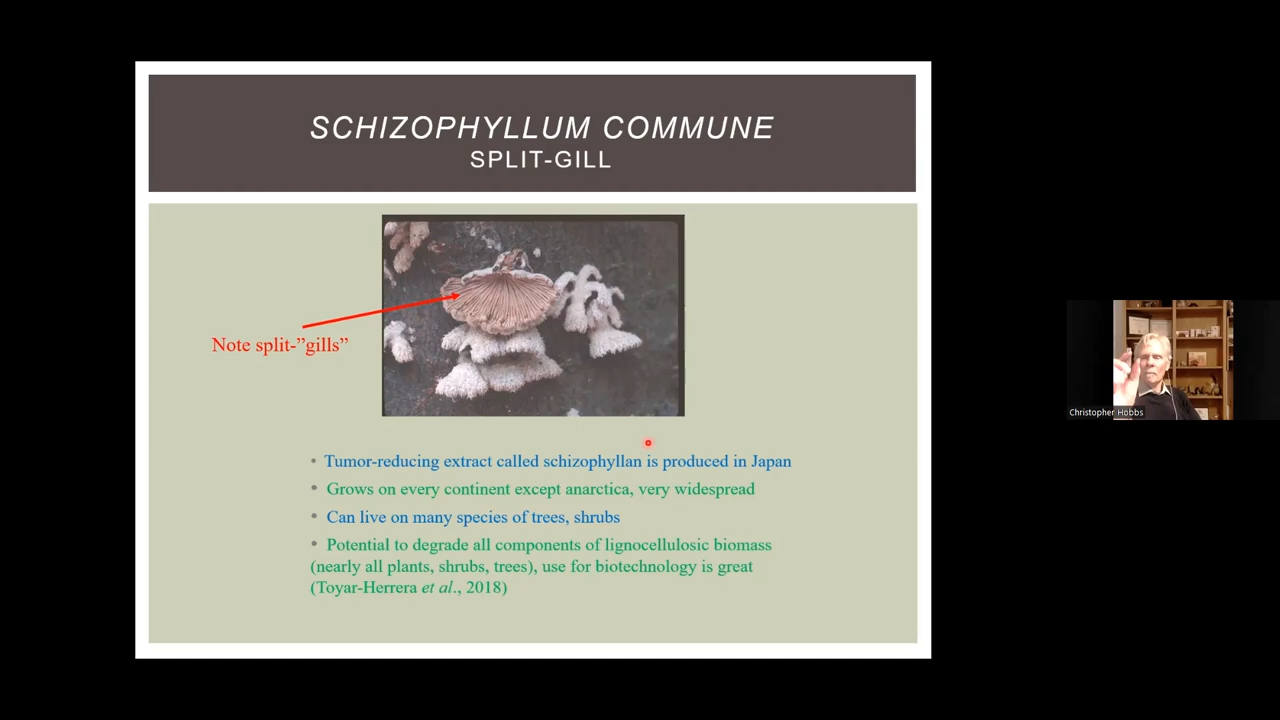 SCHIZOPHYLLUM COMMUNE
SPLIT-GILL
Note split-”gills”
• Tumor-reducing extract called schizophyllan is produced in Japan
• Grows on every continent except anarctica, very widespread
• Can live on many species of trees, shrubs
• Potential to degrade all components of lignocellulosic biomass
(nearly all plants, shrubs, trees), use for biotechnology is great
(Toyar-Herrera et al., 2018)
Christopher Hobbs